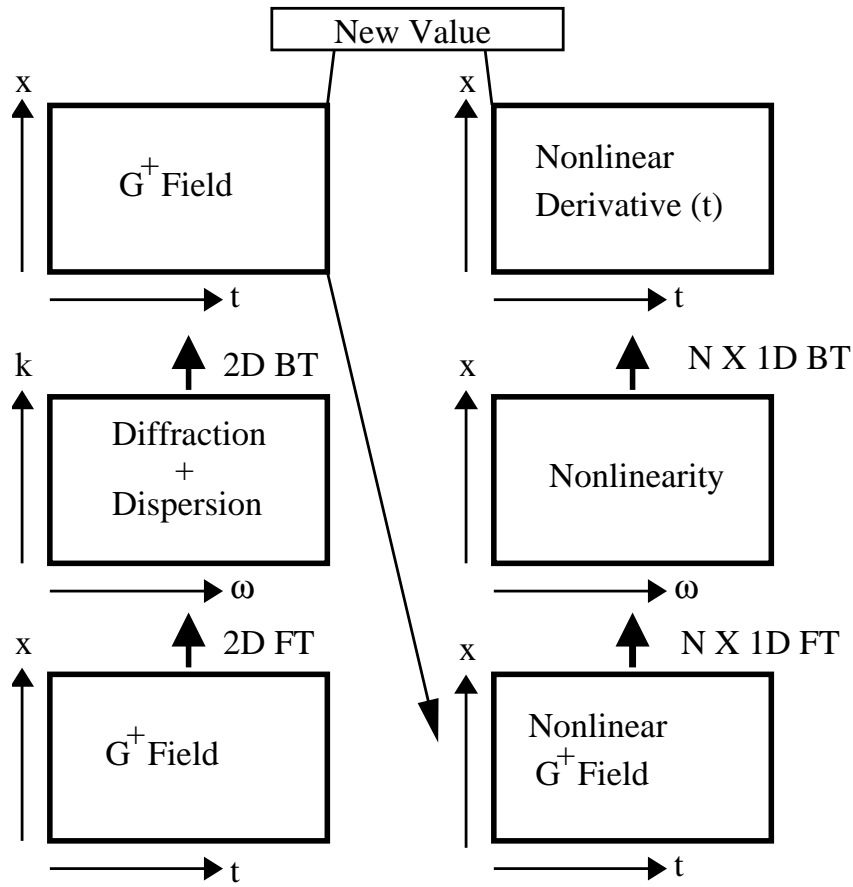 New Value
x
G+ Field
t
x
Nonlinear
Derivative (t)
t
2D BT
N X 1D BT
k
Diffraction
+
Dispersion
ω
x
Nonlinearity
ω
2D FT
N X 1D FT
x
G+ Field
t
x
Nonlinear
G+ Field
t